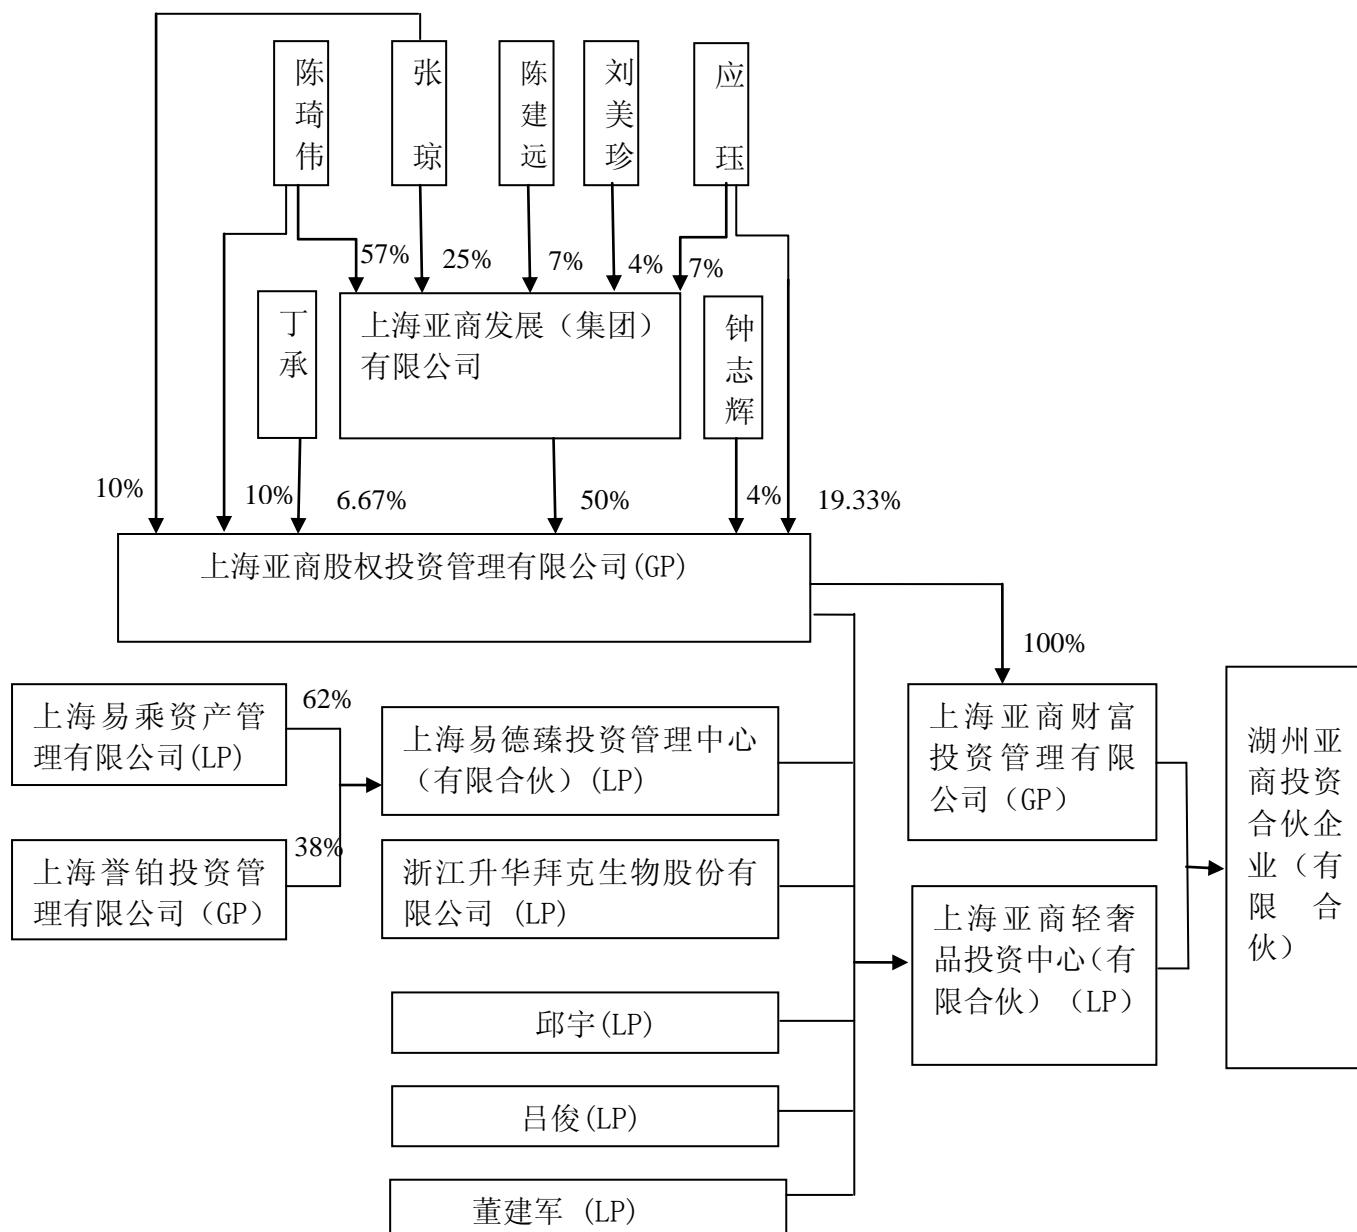 陈琦伟
张琼
陈建远
刘美珍
应珏
57%
25%
7%
4%
7%
丁承
上海亚商发展（集团）
有限公司
钟志辉
10%
10%
6.67%
50%
4%
19.33%
上海亚商股权投资管理有限公司(GP)
100%
上海易乘资产管
理有限公司(LP)
62%
上海易德臻投资管理中心
（有限合伙）(LP)
上海亚商财富
投资管理有限
公司（GP）
湖州亚
商投资
合伙企
业（有
限合
伙）
上海誉铂投资管
理有限公司（GP）
38%
浙江升华拜克生物股份有
限公司 (LP)
上海亚商轻奢
品投资中心（有
限合伙）（LP）
邱宇(LP)
吕俊(LP)
董建军 (LP)